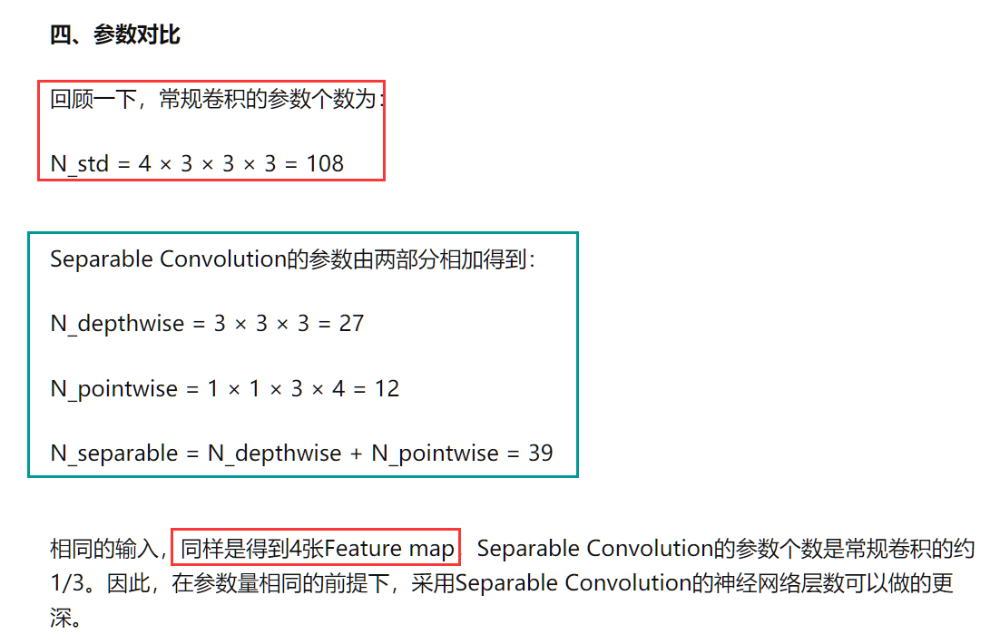 四、参数对比
回顾一下，常规卷积的参数个数为：
N_std = 4 × 3 × 3 × 3 = 108
Separable Convolution的参数由两部分相加得到：
N_depthwise = 3 × 3 × 3 = 27
N_pointwise = 1 × 1 × 3 × 4 = 12
N_separable = N_depthwise + N_pointwise = 39
相同的输入，同样是得到4张Feature map，Separable Convolution的参数个数是常规卷积的约
1/3。因此，在参数量相同的前提下，采用Separable Convolution的神经网络层数可以做的更
深。